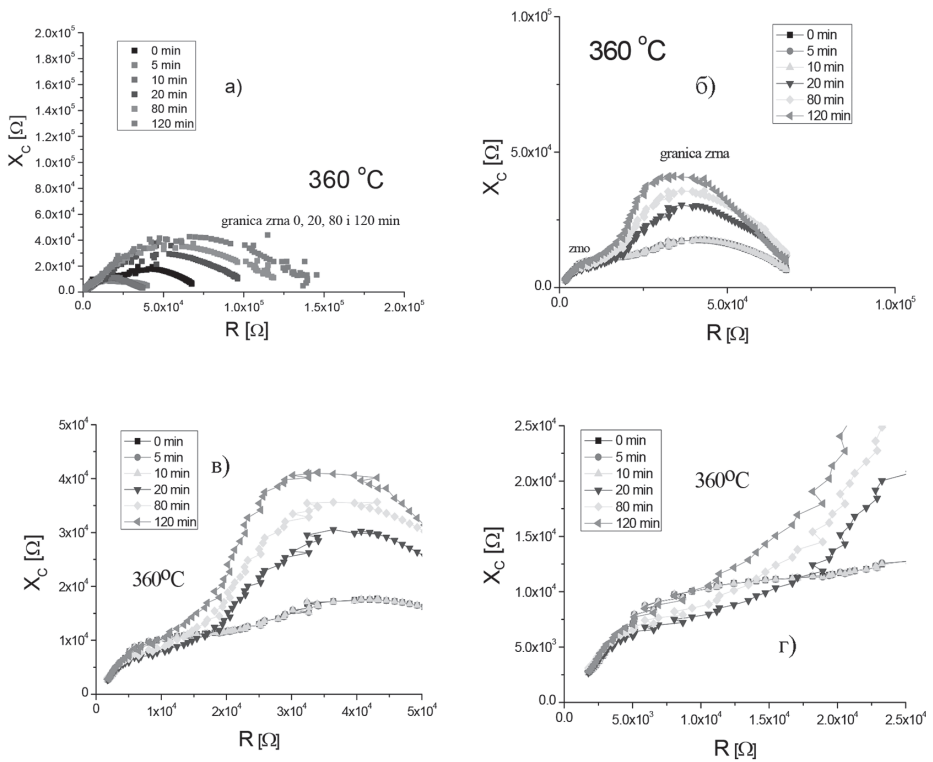 2.0x10⁵
1.8x10⁵
1.6x10⁵
1.4x10⁵
1.2x10⁵
1.0x10⁵
8.0x10⁴
6.0x10⁴
4.0x10⁴
2.0x10⁴
0.0
X_C [Ω]
0 min
5 min
10 min
20 min
80 min
120 min
а)
360 °C
granica zrna 0, 20, 80 i 120 min
0.0 5.0x10⁴ 1.0x10⁵ 1.5x10⁵ 2.0x10⁵
R [Ω]
1.0x10⁵
5.0x10⁴
0.0
X_C [Ω]
360 °C
0 min
5 min
10 min
20 min
80 min
120 min
б)
granica zrna
zrno
0.0 5.0x10⁴ 1.0x10⁵
R [Ω]
5x10⁴
4x10⁴
3x10⁴
2x10⁴
1x10⁴
0
X_C [Ω]
0 min
5 min
10 min
20 min
80 min
120 min
в)
360°C
0 1x10⁴ 2x10⁴ 3x10⁴ 4x10⁴ 5x10⁴
R [Ω]
2.5x10⁴
2.0x10⁴
1.5x10⁴
1.0x10⁴
5.0x10³
0.0
X_C [Ω]
0 min
5 min
10 min
20 min
80 min
120 min
360°C
г)
0.0 5.0x10³ 1.0x10⁴ 1.5x10⁴ 2.0x10⁴ 2.5x10⁴
R [Ω]